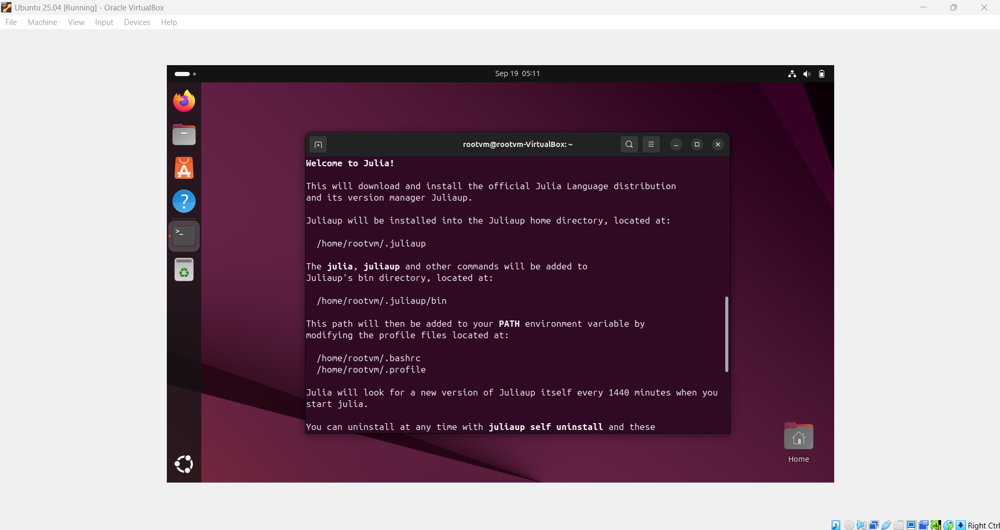 Ubuntu 25.04 [Running] - Oracle VirtualBox
File Machine View Input Devices Help
Sep 19 05:11
rootvm@rootvm-VirtualBox: ~
Welcome to Julia!
This will download and install the official Julia Language distribution
and its version manager Juliaup.
Juliaup will be installed into the Juliaup home directory, located at:
/home/rootvm/.juliaup
The julia, juliaup and other commands will be added to
Juliaup's bin directory, located at:
/home/rootvm/.juliaup/bin
This path will then be added to your PATH environment variable by
modifying the profile files located at:
/home/rootvm/.bashrc
/home/rootvm/.profile
Julia will look for a new version of Juliaup itself every 1440 minutes when you
start julia.
You can uninstall at any time with juliaup self uninstall and these
Home
Right Ctrl